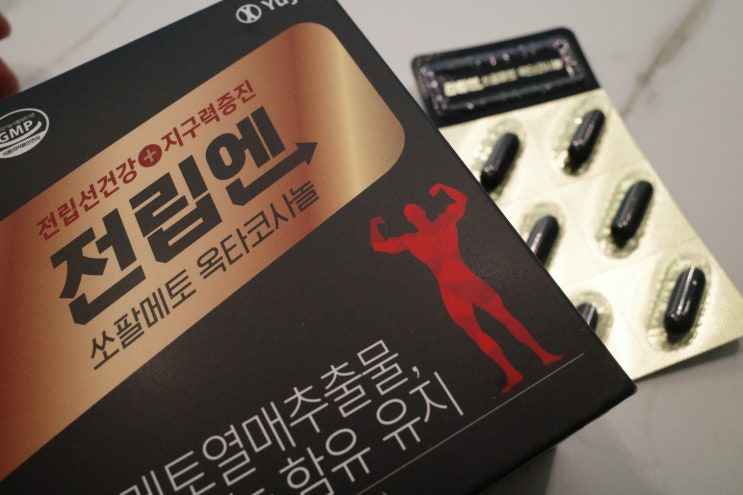 Yuj
GMP
전립선건강+지구력증진
전립엔
쏘팔메토 옥타코사놀
메토열매추출물,
함유 유지